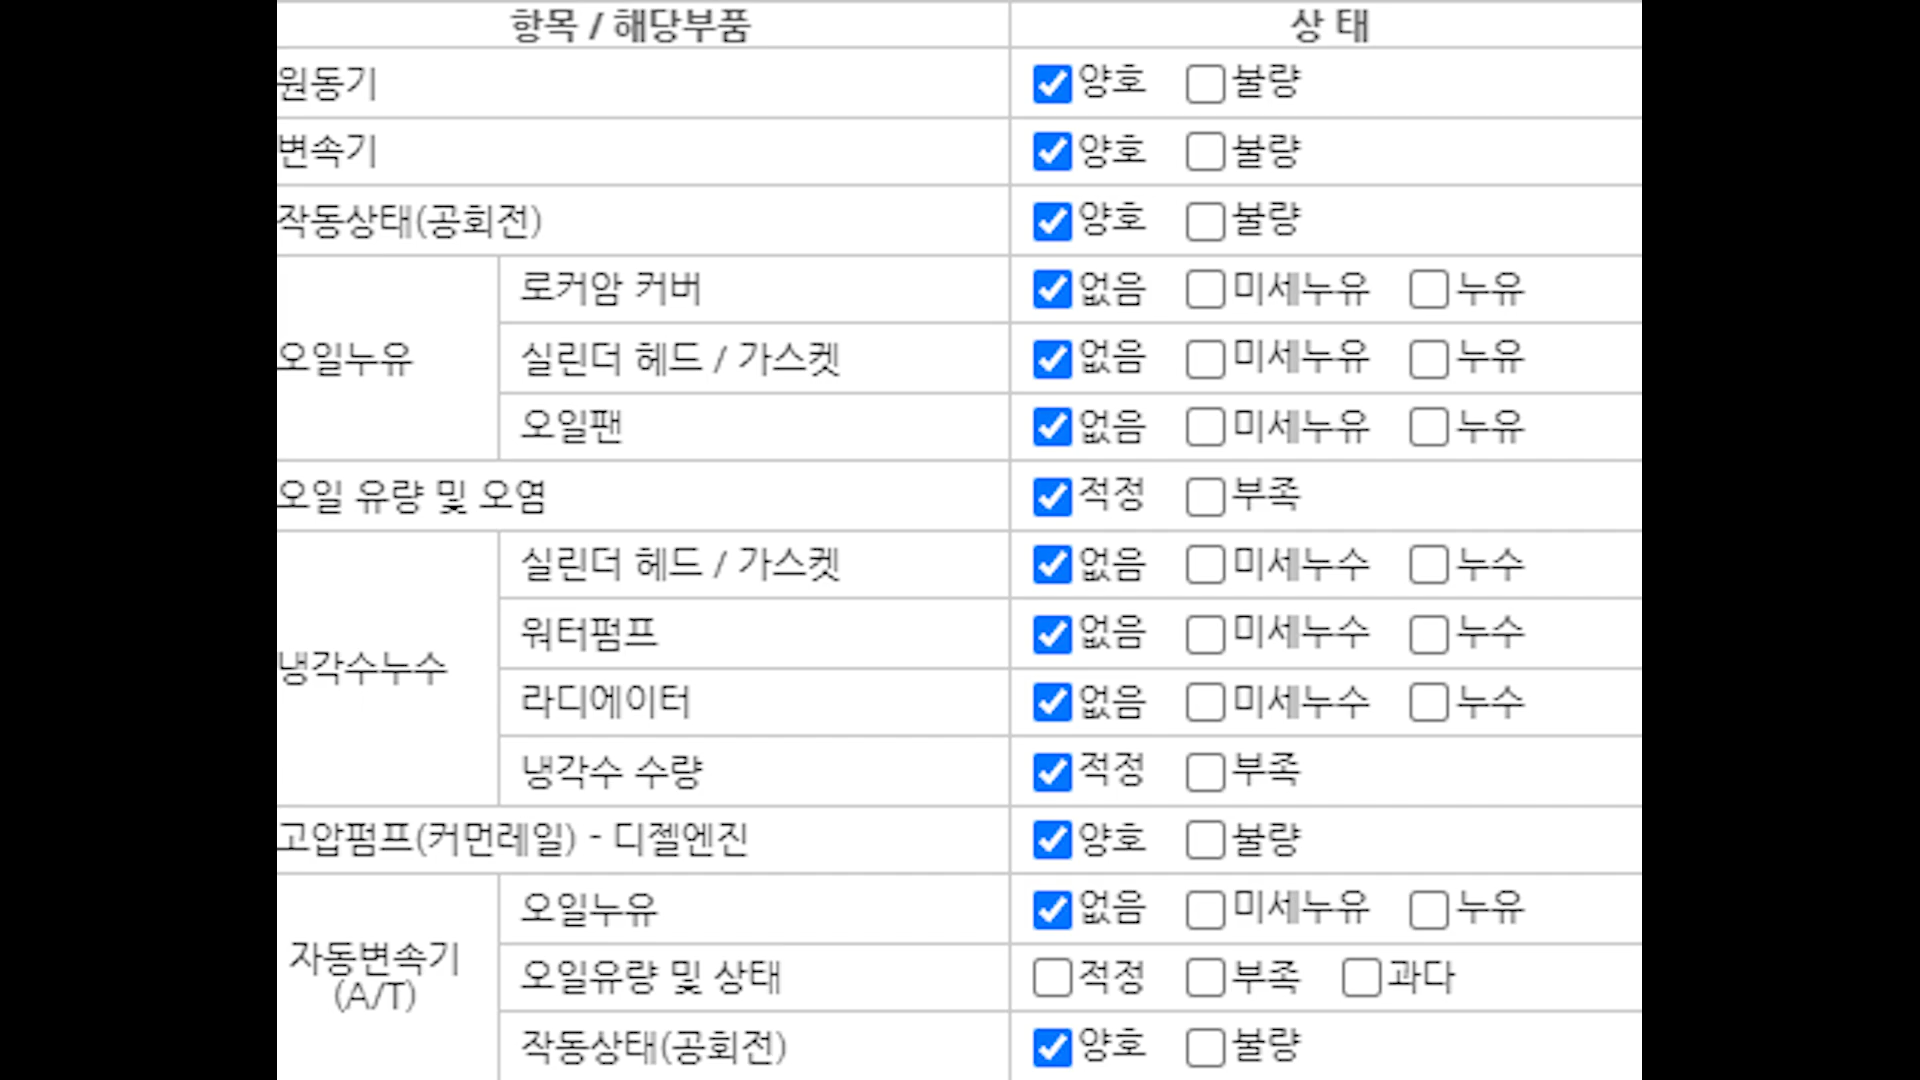 항목 / 해당부품 상 태
원동기 양호 불량
변속기 양호 불량
작동상태(공회전) 양호 불량
로커암 커버 없음 미세누유 누유
오일누유 실린더 헤드 / 가스켓 없음 미세누유 누유
오일팬 없음 미세누유 누유
오일 유량 및 오염 적정 부족
실린더 헤드 / 가스켓 없음 미세누수 누수
워터펌프 없음 미세누수 누수
냉각수누수
라디에이터 없음 미세누수 누수
냉각수 수량 적정 부족
고압펌프(커먼레일) - 디젤엔진 양호 불량
오일누유 없음 미세누유 누유
자동변속기
(A/T)
오일유량 및 상태 적정 부족 과다
작동상태(공회전) 양호 불량